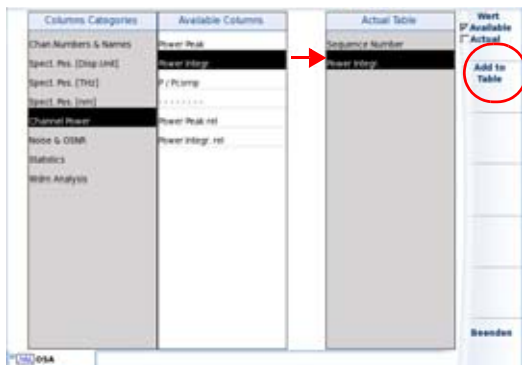 Columns Categories
Chan.Numbers & Names
Spect. Pos. [Disp.Unit]
Spect. Pos. [THz]
Spect. Pos. [nm]
Channel Power
Noise & OSNR
Statistics
Wdm Analysis
Available Columns
Power Peak
Power Integr.
P / Pcomp
- - - - - - - -
Power Peak rel
Power Integr. rel
Actual Table
Sequence Number
Power Integr.
Wert
Available
Actual
Add to
Table
Beenden
OSA